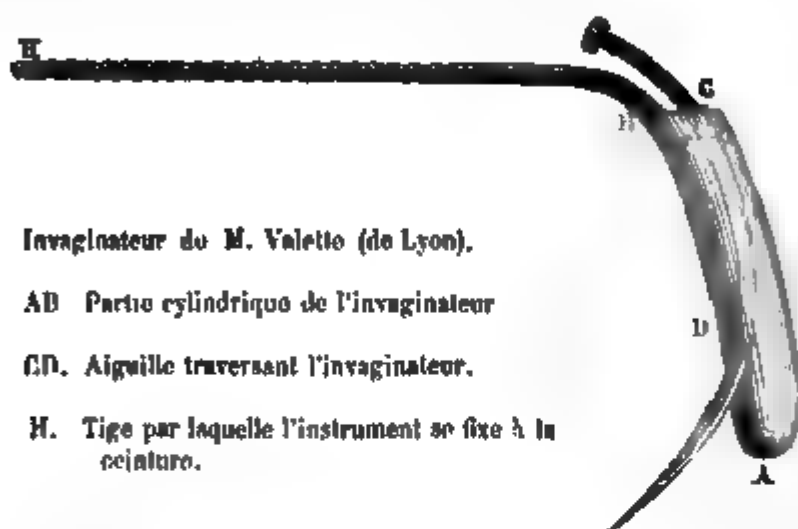 H
C
B
Invaginateur de M. Valette (de Lyon).
AB Partie cylindrique de l'invaginateur
CD. Aiguille traversant l'invaginateur.
D
H. Tige par laquelle l'instrument se fixe à la
ceinture.
A